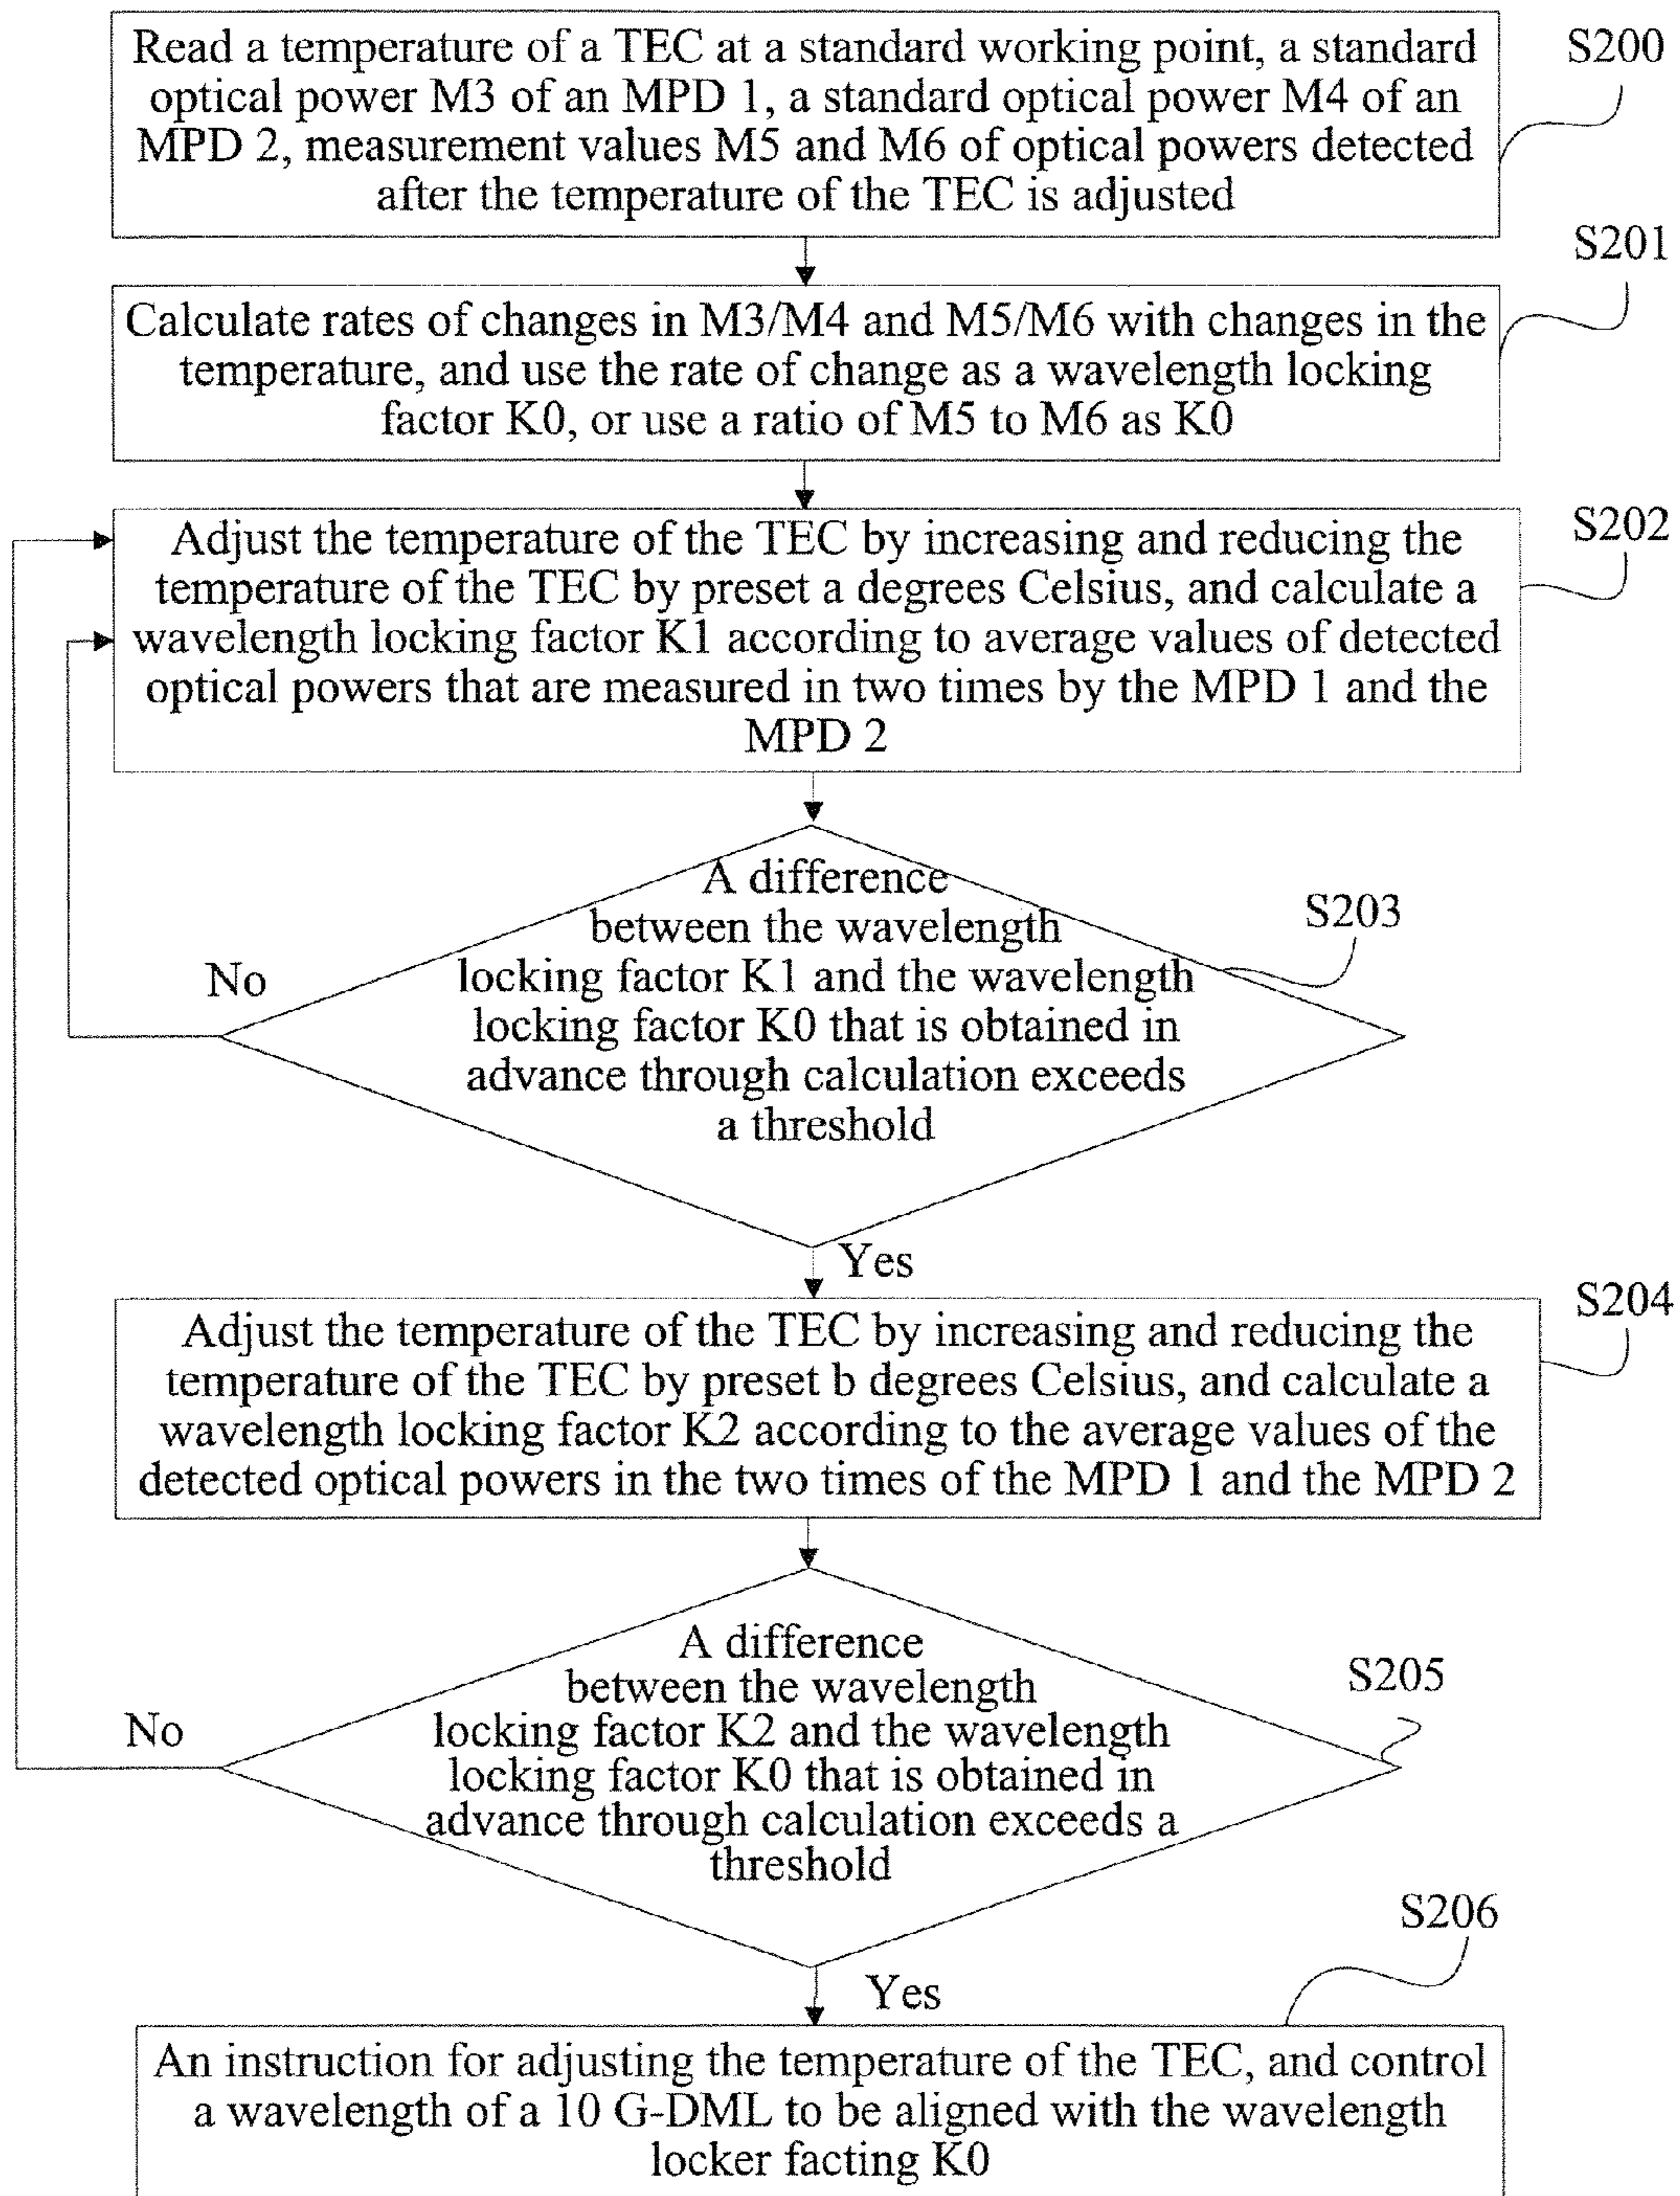 Read a temperature of a TEC at a standard working point, a standard
optical power M3 of an MPD 1, a standard optical power M4 of an
MPD 2, measurement values M5 and M6 of optical powers detected
after the temperature of the TEC is adjusted
S200
S201
Calculate rates of changes in M3/M4 and M5/M6 with changes in the
temperature, and use the rate of change as a wavelength locking
factor K0, or use a ratio of M5 to M6 as K0
S202
Adjust the temperature of the TEC by increasing and reducing the
temperature of the TEC by preset a degrees Celsius, and calculate a
wavelength locking factor K1 according to average values of detected
optical powers that are measured in two times by the MPD 1 and the
MPD 2
A difference
between the wavelength
locking factor K1 and the wavelength
locking factor K0 that is obtained in
advance through calculation exceeds
a threshold
S203
No
Yes
S204
Adjust the temperature of the TEC by increasing and reducing the
temperature of the TEC by preset b degrees Celsius, and calculate a
wavelength locking factor K2 according to the average values of the
detected optical powers in the two times of the MPD 1 and the MPD 2
A difference
between the wavelength
locking factor K2 and the wavelength
locking factor K0 that is obtained in
advance through calculation exceeds a
threshold
S205
No
Yes
S206
An instruction for adjusting the temperature of the TEC, and control
a wavelength of a 10 G-DML to be aligned with the wavelength
locker facting K0